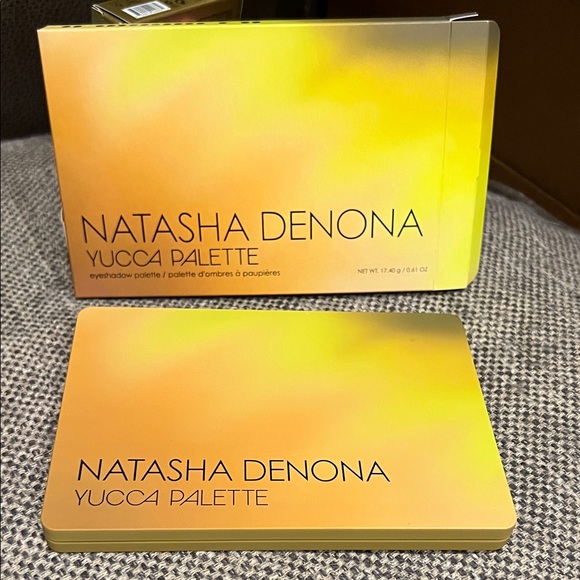 NATASHA DENONA
YUCCA PALETTE
eyeshadow palette / palette d'ombres à paupières
NET WT. 17.40 g / 0.61 OZ
NATASHA DENONA
YUCCA PALETTE